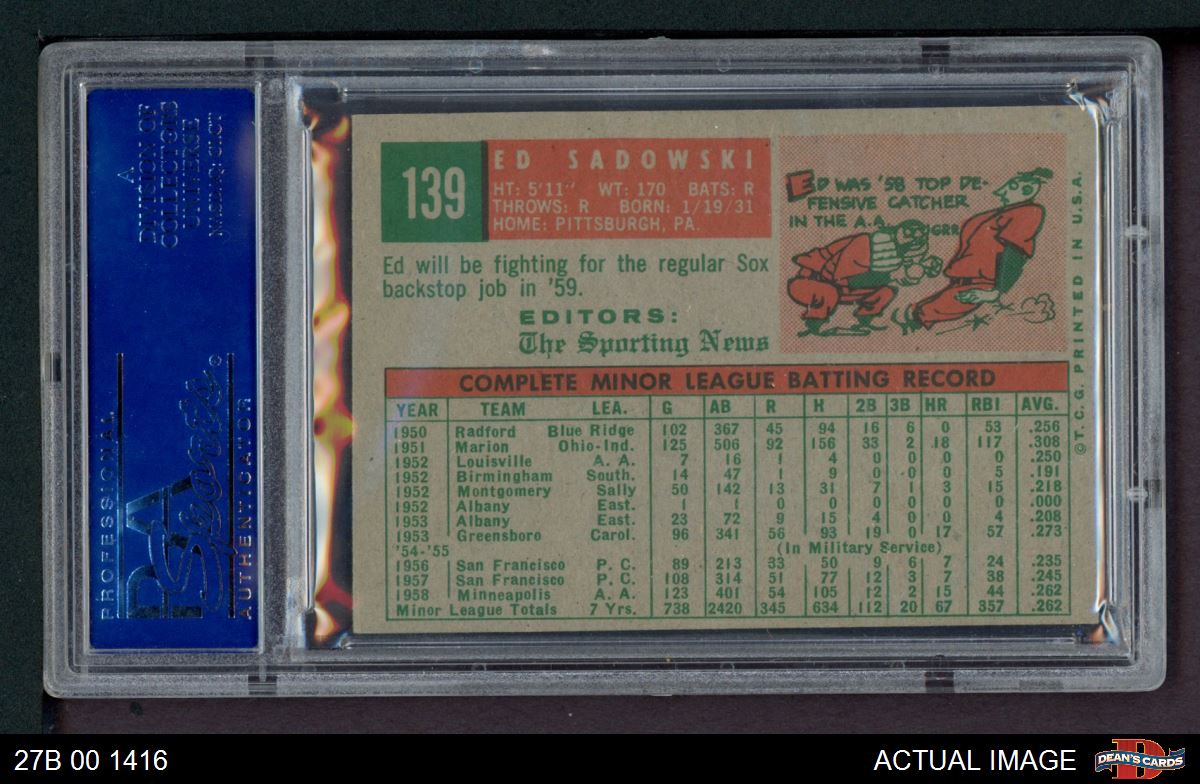 A
DIVISION OF
COLLECTORS
UNIVERSE
NASDAQ: CLCT
PROFESSIONAL
PSA
Sports
®
AUTHENTICATOR
139
ED SADOWSKI
HT: 5'11" WT: 170 BATS: R
THROWS: R BORN: 1/19/31
HOME: PITTSBURGH, PA.
ED WAS '58 TOP DE-
FENSIVE CATCHER
IN THE A.A.
GRR
Ed will be fighting for the regular Sox
backstop job in '59.
EDITORS:
The Sporting News
©T.C.G. PRINTED IN U.S.A.
COMPLETE MINOR LEAGUE BATTING RECORD
YEAR TEAM LEA. G AB R H 2B 3B HR RBI AVG.
1950 Radford Blue Ridge 102 367 45 94 16 6 0 53 .256
1951 Marion Ohio-Ind. 125 506 92 156 33 2 18 117 .308
1952 Louisville A. A. 7 16 1 4 0 0 0 0 .250
1952 Birmingham South. 14 47 1 9 0 0 0 5 .191
1952 Montgomery Sally 50 142 13 31 7 1 3 15 .218
1952 Albany East. 1 1 0 0 0 0 0 0 .000
1953 Albany East. 23 72 9 15 4 0 0 4 .208
1953 Greensboro Carol. 96 341 56 93 19 0 17 57 .273
'54-'55 (In Military Service)
1956 San Francisco P. C. 89 213 33 50 9 6 7 24 .235
1957 San Francisco P. C. 108 314 51 77 12 3 7 38 .245
1958 Minneapolis A. A. 123 401 54 105 12 2 15 44 .262
Minor League Totals 7 Yrs. 738 2420 345 634 112 20 67 357 .262
27B 00 1416
ACTUAL IMAGE
D
DEAN'S CARDS